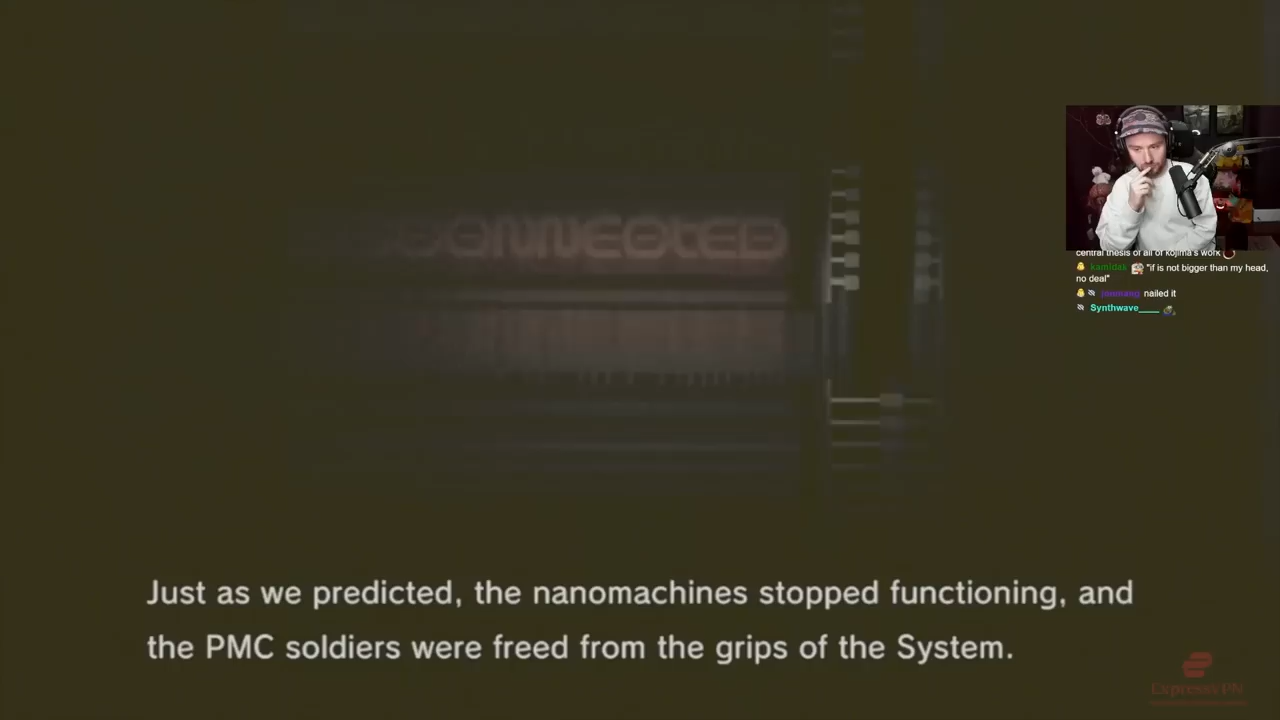 CONNECTED
central thesis of all of kojima's work
kamidak "if is not bigger than my head,
no deal"
nailed it
Synthwave____
Just as we predicted, the nanomachines stopped functioning, and
the PMC soldiers were freed from the grips of the System.
ExpressVPN